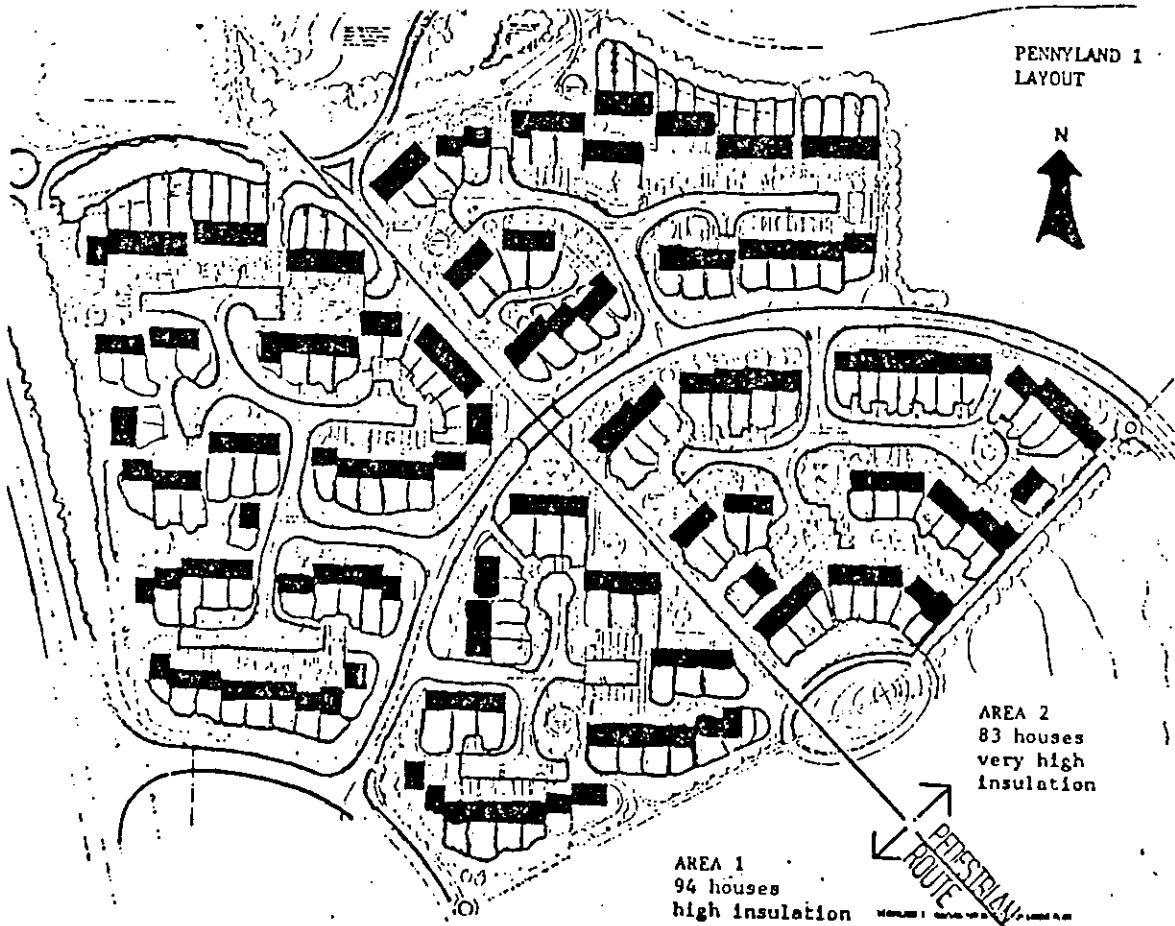 PENNYLAND 1
LAYOUT
N
AREA 2
83 houses
very high
insulation
PEDESTRIAN
ROUTE
AREA 1
94 houses
high insulation